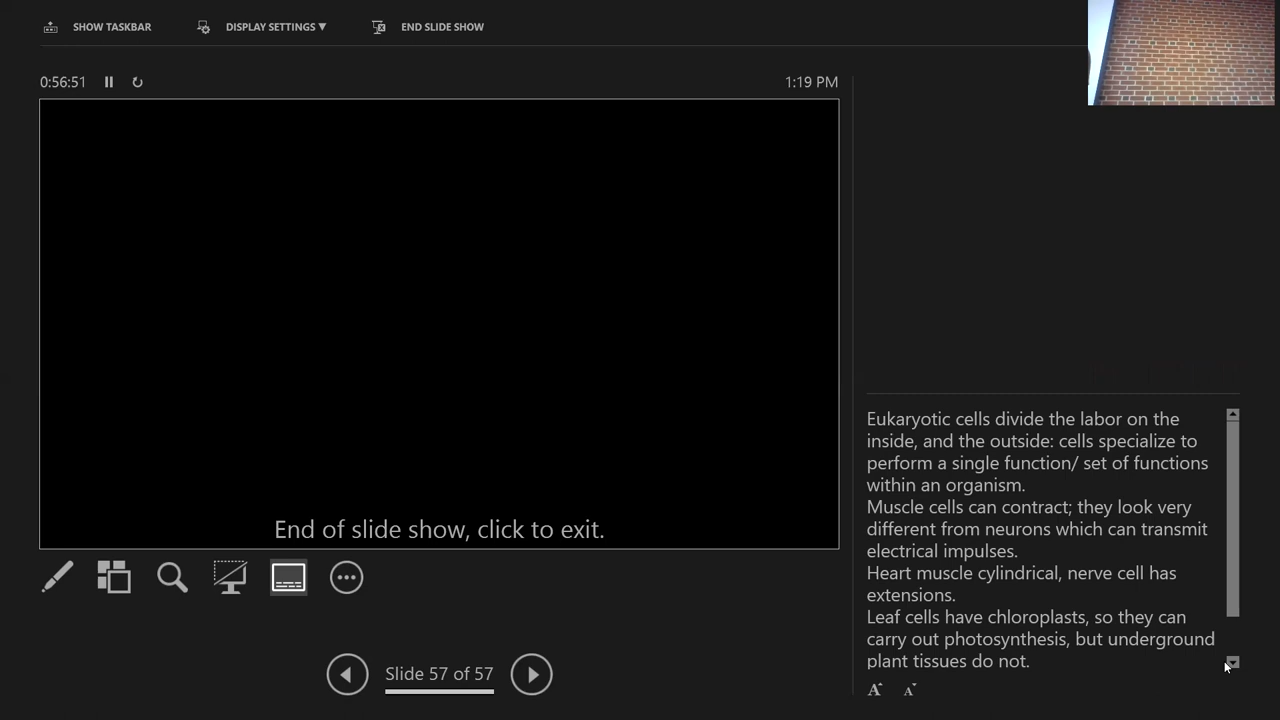 SHOW TASKBAR
DISPLAY SETTINGS ▼
END SLIDE SHOW
0:56:51
1:19 PM
End of slide show, click to exit.
Slide 57 of 57
Eukaryotic cells divide the labor on the
inside, and the outside: cells specialize to
perform a single function/ set of functions
within an organism.
Muscle cells can contract; they look very
different from neurons which can transmit
electrical impulses.
Heart muscle cylindrical, nerve cell has
extensions.
Leaf cells have chloroplasts, so they can
carry out photosynthesis, but underground
plant tissues do not.
A A